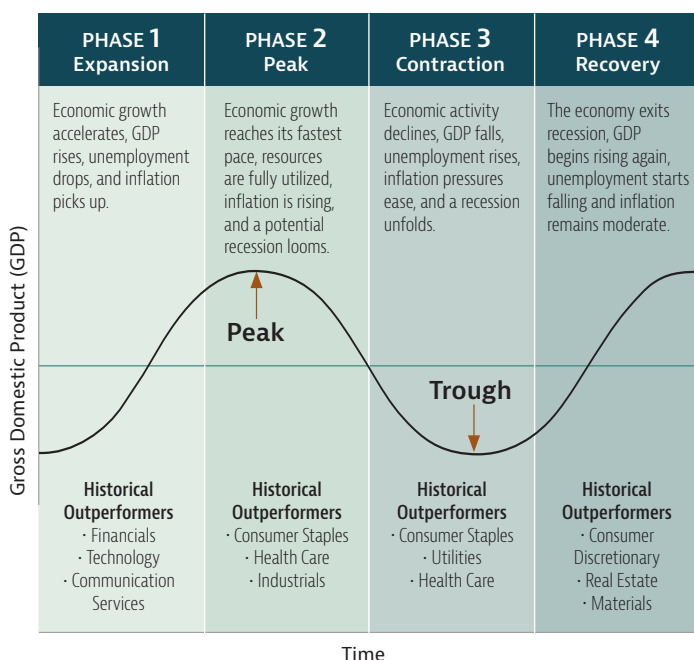 PHASE 1
Expansion
PHASE 2
Peak
PHASE 3
Contraction
PHASE 4
Recovery
Economic growth
accelerates, GDP
rises, unemployment
drops, and inflation
picks up.
Economic growth
reaches its fastest
pace, resources
are fully utilized,
inflation is rising,
and a potential
recession looms.
Economic activity
declines, GDP falls,
unemployment rises,
inflation pressures
ease, and a recession
unfolds.
The economy exits
recession, GDP
begins rising again,
unemployment starts
falling and inflation
remains moderate.
Gross Domestic Product (GDP)
Peak
Trough
Historical
Outperformers
· Financials
· Technology
· Communication
Services
Historical
Outperformers
· Consumer Staples
· Health Care
· Industrials
Historical
Outperformers
· Consumer Staples
· Utilities
· Health Care
Historical
Outperformers
· Consumer
Discretionary
· Real Estate
· Materials
Time